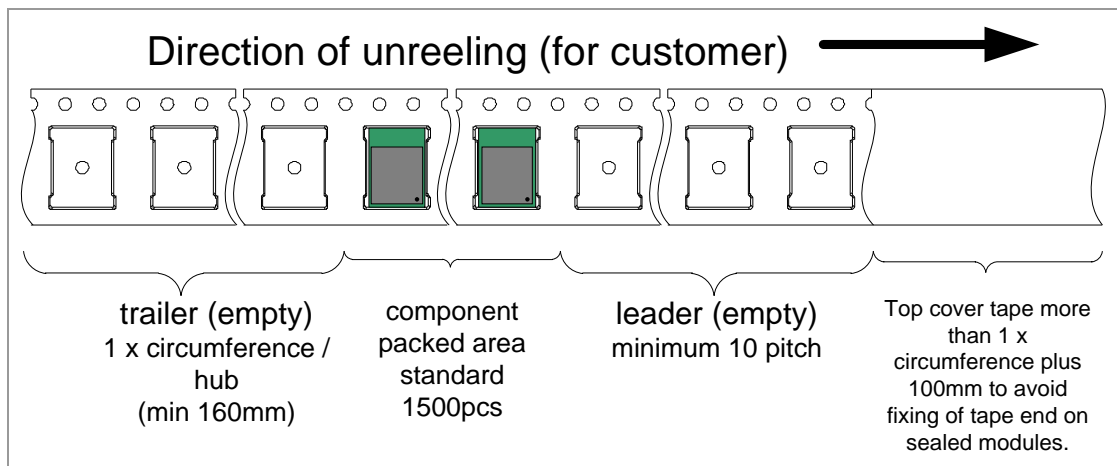 Direction of unreeling (for customer)
trailer (empty)
1 x circumference /
hub
(min 160mm)
component
packed area
standard
1500pcs
leader (empty)
minimum 10 pitch
Top cover tape more
than 1 x
circumference plus
100mm to avoid
fixing of tape end on
sealed modules.